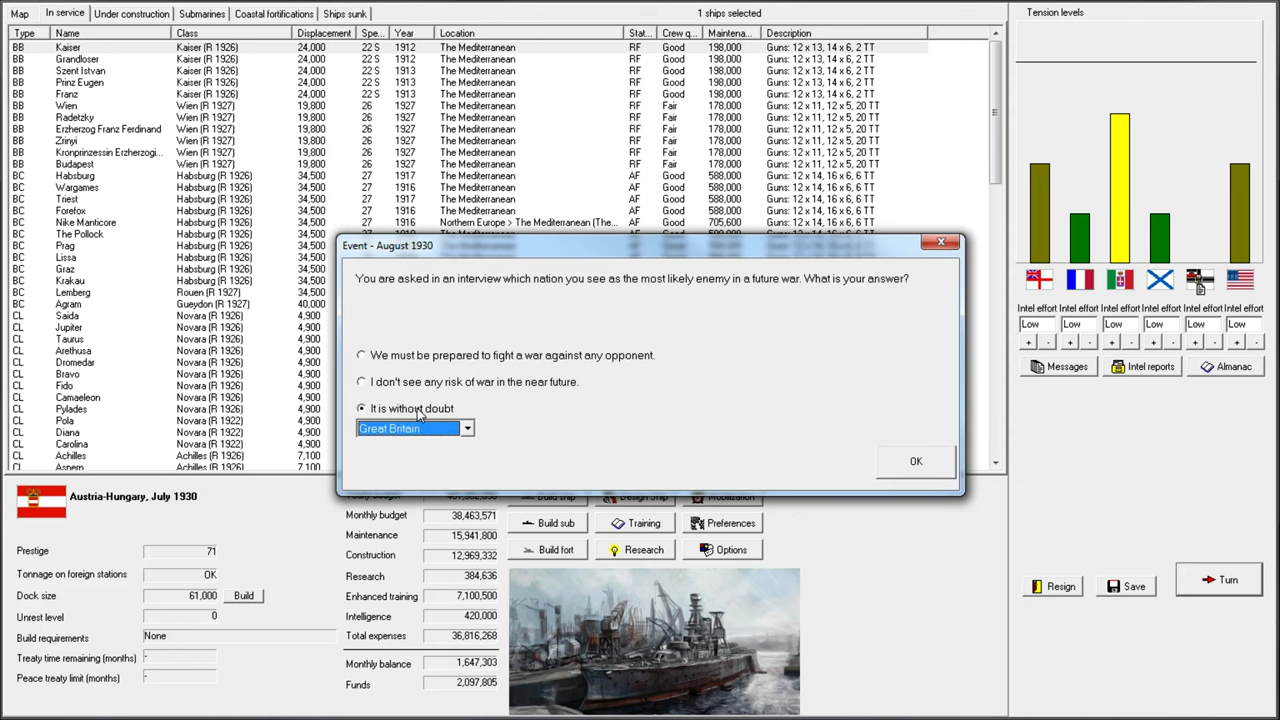 Map In service Under construction Submarines Coastal fortifications Ships sunk 1 ships selected Tension levels
Type Name Class Displacement Spe... Year Location Stat... Crew q... Maintena... Description
BB Kaiser Kaiser (R 1926) 24,000 22 S 1912 The Mediterranean RF Good 198,000 Guns: 12 x 13, 14 x 6, 2 TT
BB Grandloser Kaiser (R 1926) 24,000 22 S 1912 The Mediterranean RF Good 198,000 Guns: 12 x 13, 14 x 6, 2 TT
BB Szent Istvan Kaiser (R 1926) 24,000 22 S 1913 The Mediterranean RF Good 198,000 Guns: 12 x 13, 14 x 6, 2 TT
BB Prinz Eugen Kaiser (R 1926) 24,000 22 S 1913 The Mediterranean RF Good 198,000 Guns: 12 x 13, 14 x 6, 2 TT
BB Franz Kaiser (R 1926) 24,000 22 S 1913 The Mediterranean RF Good 198,000 Guns: 12 x 13, 14 x 6, 2 TT
BB Wien Wien (R 1927) 19,800 26 1927 The Mediterranean RF Fair 178,000 Guns: 12 x 11, 12 x 5, 20 TT
BB Radetzky Wien (R 1927) 19,800 26 1927 The Mediterranean RF Fair 178,000 Guns: 12 x 11, 12 x 5, 20 TT
BB Erzherzog Franz Ferdinand Wien (R 1927) 19,800 26 1927 The Mediterranean RF Fair 178,000 Guns: 12 x 11, 12 x 5, 20 TT
BB Zrinyi Wien (R 1927) 19,800 26 1927 The Mediterranean RF Fair 178,000 Guns: 12 x 11, 12 x 5, 20 TT
BB Kronprinzessin Erzherzogi... Wien (R 1927) 19,800 26 1927 The Mediterranean RF Fair 178,000 Guns: 12 x 11, 12 x 5, 20 TT
BB Budapest Wien (R 1927) 19,800 26 1927 The Mediterranean RF Fair 178,000 Guns: 12 x 11, 12 x 5, 20 TT
BC Habsburg Habsburg (R 1926) 34,500 27 1916 The Mediterranean AF Good 588,000 Guns: 12 x 14, 16 x 6, 6 TT
BC Wargames Habsburg (R 1926) 34,500 27 1916 The Mediterranean AF Good 588,000 Guns: 12 x 14, 16 x 6, 6 TT
BC Triest Habsburg (R 1926) 34,500 27 1917 The Mediterranean AF Good 588,000 Guns: 12 x 14, 16 x 6, 6 TT
BC Forefox Habsburg (R 1926) 34,500 27 1916 The Mediterranean AF Good 588,000 Guns: 12 x 14, 16 x 6, 6 TT
BC Nike Manticore Habsburg (R 1926) 34,500 27 1916 Northern Europe > The Mediterranean (The... AF Good 705,600 Guns: 12 x 14, 16 x 6, 6 TT
BC The Pollock Habsburg (R 1926)
BC Prag Habsburg (R 1926)
BC Lissa Habsburg (R 1926)
BC Graz Habsburg (R 1926)
BC Krakau Habsburg (R 1926)
BC Lemberg Rouen (R 1927)
BC Agram Gueydon (R 1927)
CL Saida Novara (R 1922)
CL Jupiter Novara (R 1922)
CL Taurus Novara (R 1922)
CL Arethusa Novara (R 1922)
CL Dromedar Novara (R 1922)
CL Bravo Novara (R 1922)
CL Fido Novara (R 1922)
CL Camaeleon Novara (R 1922)
CL Pylades Novara (R 1922)
CL Pola Novara (R 1922)
CL Diana Novara (R 1922)
CL Carolina Novara (R 1922)
CL Achilles Achilles (R 1922)
CL Aspern Achilles (R 1922)
34,500
34,500
34,500
34,500
34,500
34,500
40,000
4,900
4,900
4,900
4,900
4,900
4,900
4,900
4,900
4,900
4,900
4,900
4,900
7,100
7,100
Event - August 1930
You are asked in an interview which nation you see as the most likely enemy in a future war. What is your answer?
We must be prepared to fight a war against any opponent.
I don't see any risk of war in the near future.
It is without doubt
Great Britain
OK
Intel effort Intel effort Intel effort Intel effort Intel effort Intel effort
Low Low Low Low Low Low
+ - + - + - + - + - + -
Messages Intel reports Almanac
Austria-Hungary, July 1930
Prestige 71
Tonnage on foreign stations OK
Dock size 61,000 Build
Unrest level 0
Build requirements None
Treaty time remaining (months) -
Peace treaty limit (months) -
Monthly budget 38,463,571
Maintenance 15,941,800
Construction 12,969,332
Research 384,636
Enhanced training 7,100,500
Intelligence 420,000
Total expenses 36,816,268
Monthly balance 1,647,303
Funds 2,097,805
Build ship Design ship Mobilization
Build sub Training Preferences
Build fort Research Options
Resign Save Turn